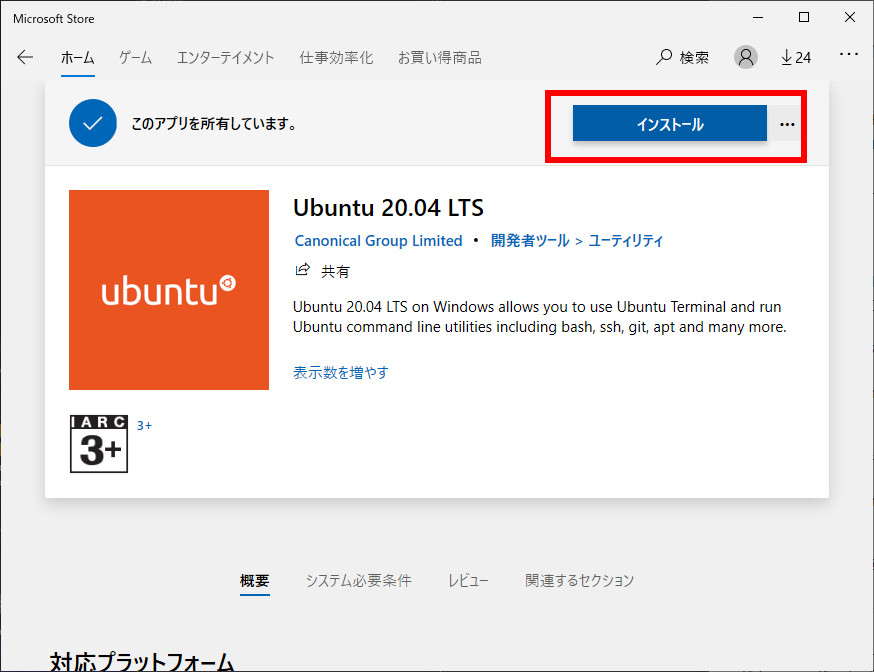 Microsoft Store
ホーム ゲーム エンターテイメント 仕事効率化 お買い得商品 検索 24 ...
このアプリを所有しています。
インストール ...
ubuntu
Ubuntu 20.04 LTS
Canonical Group Limited • 開発者ツール > ユーティリティ
共有
Ubuntu 20.04 LTS on Windows allows you to use Ubuntu Terminal and run
Ubuntu command line utilities including bash, ssh, git, apt and many more.
表示数を増やす
IARC
3+
3+
概要 システム必要条件 レビュー 関連するセクション
対応プラットフォーム